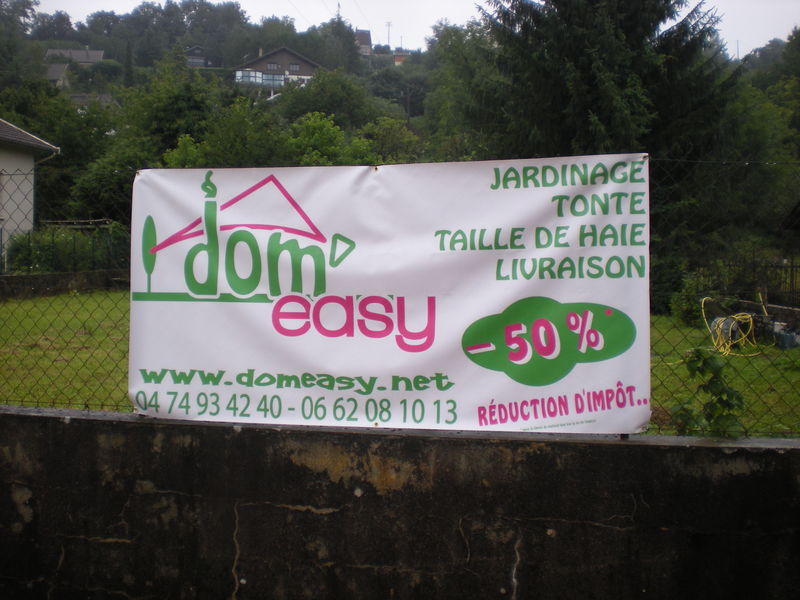 dom
easy
www.domeasy.net
04 74 93 42 40 - 06 62 08 10 13
JARDINAGE
TONTE
TAILLE DE HAIE
LIVRAISON
- 50 % *
RÉDUCTION D'IMPÔT...